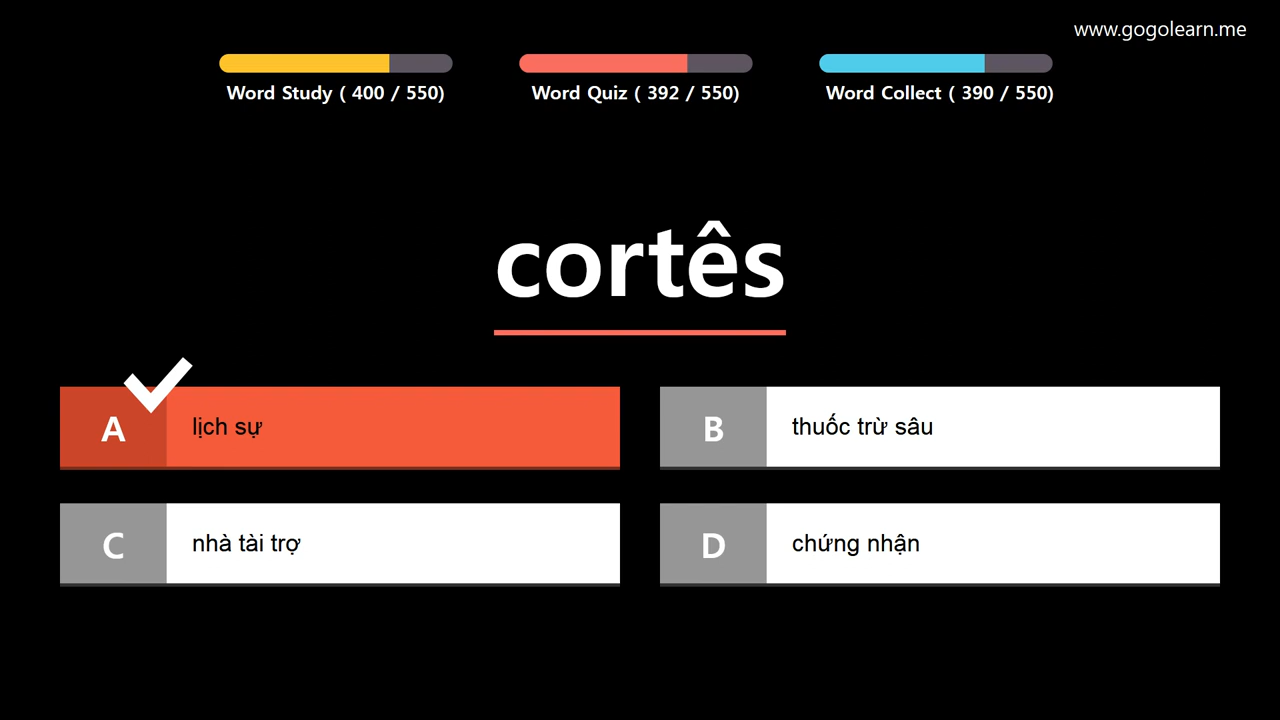 www.gogolearn.me
Word Study ( 400 / 550)
Word Quiz ( 392 / 550)
Word Collect ( 390 / 550)
cortês
A lịch sự
B thuốc trừ sâu
C nhà tài trợ
D chứng nhận